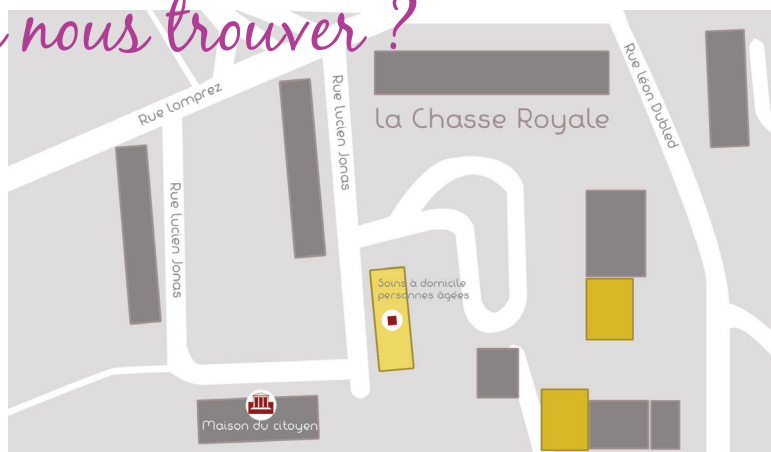 nous trouver ?
Rue Lomprez
Rue Lucien Jonas
Rue Lucien Jonas
La Chasse Royale
Rue Léon Dubled
Soins à domicile
personnes âgées
Maison du citoyen